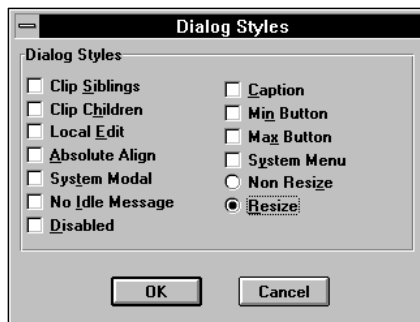 Dialog Styles
Dialog Styles
Clip Siblings
Clip Children
Local Edit
Absolute Align
System Modal
No Idle Message
Disabled
Caption
Min Button
Max Button
System Menu
Non Resize
Resize
OK
Cancel